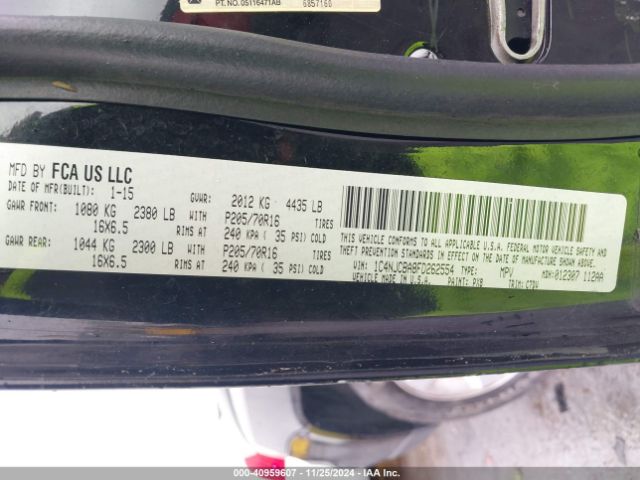 PT. NO. 05116471AB 6857160
MFD BY FCA US LLC
DATE OF MFR(BUILT): 1-15 GVWR: 2012 KG 4435 LB
GAWR FRONT: 1080 KG 2380 LB WITH P205/70R16 TIRES
16X6.5 RIMS AT 240 KPA ( 35 PSI) COLD
GAWR REAR: 1044 KG 2300 LB WITH P205/70R16 TIRES
16X6.5 RIMS AT 240 KPA ( 35 PSI) COLD
THIS VEHICLE CONFORMS TO ALL APPLICABLE U.S.A. FEDERAL MOTOR VEHICLE SAFETY, BUMPER AND
THEFT PREVENTION STANDARDS IN EFFECT ON THE DATE OF MANUFACTURE SHOWN ABOVE.
VIN: 1C4NJCBA8FD262554 TYPE: MPV MDH: 012307 112AA
VEHICLE MADE IN U.S.A. PAINT: PX8 TRIM:
000-40959607 - 11/25/2024 - IAA Inc.